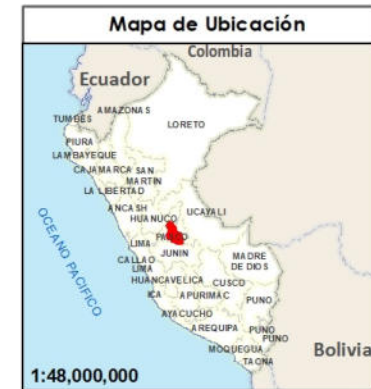 Mapa de Ubicación
Colombia
Ecuador
AMAZONAS
TUMBES
LORETO
PIURA
LAMBAYEQUE
CAJAMARCA
SAN
MARTIN
LA LIBERTAD
ANCASH
UCAYALI
HUANUCO
OCEANO PACIFICO
LIMA
JUNIN
CALLAO
LIMA
MADRE
DE DIOS
HUANCAVELICA
CUSCO
ICA
APURIMAC
PUNO
AYACUCHO
AREQUIPA
PUNO
PUNO
MOQUEGUA
TACNA
Bolivia
1:48,000,000